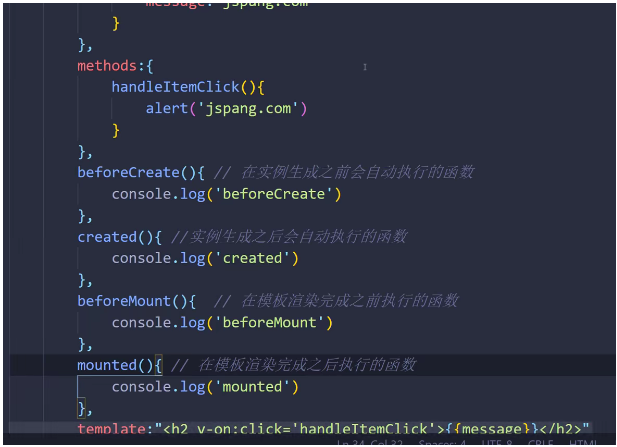 message: 'jspang.com'
}
},
methods:{
handleItemClick(){
alert('jspang.com')
}
},
beforeCreate(){ // 在实例生成之前会自动执行的函数
console.log('beforeCreate')
},
created(){ //实例生成之后会自动执行的函数
console.log('created')
},
beforeMount(){ // 在模板渲染完成之前执行的函数
console.log('beforeMount')
},
mounted(){ // 在模板渲染完成之后执行的函数
console.log('mounted')
},
template:"<h2 v-on:click='handleItemClick'>{{message}}</h2>"
Ln 34, Col 32 Spaces: 4 UTF-8 CRLF HTML